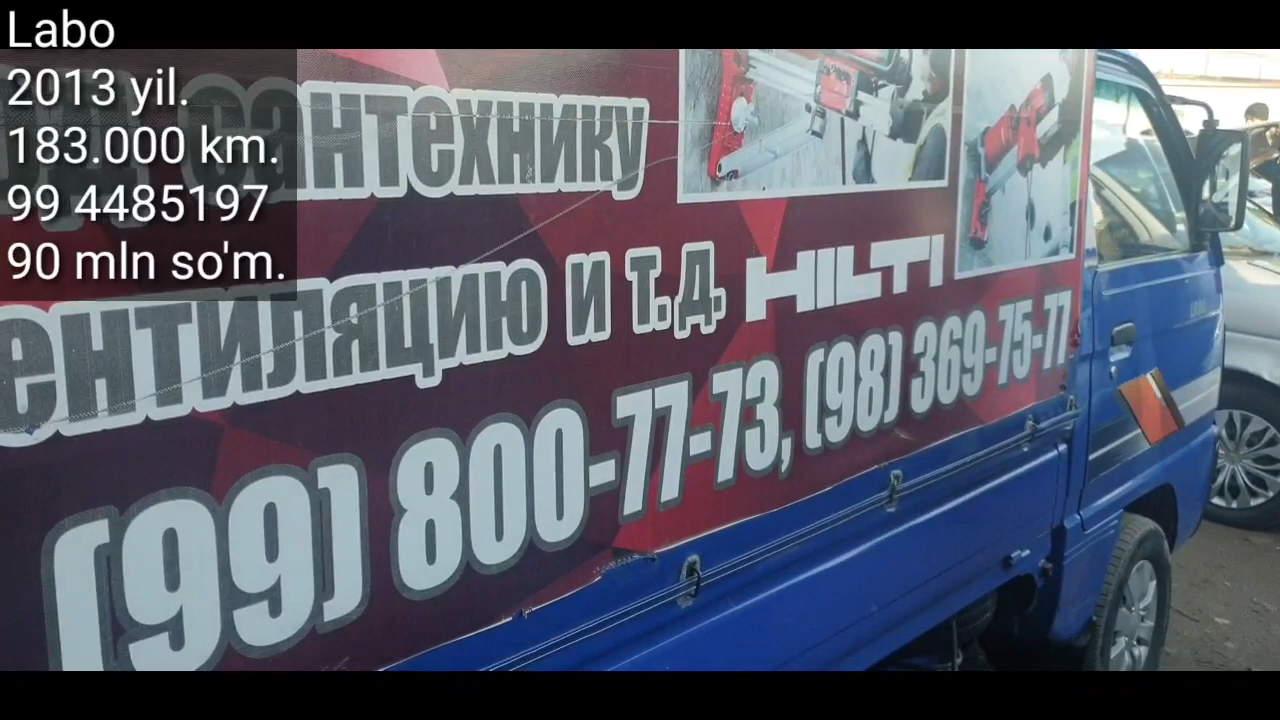 Labo
2013 yil.
183.000 km.
99 4485197
90 mln so'm.
сантехнику
ентиляцию и т.д. HILTI
(99) 800-77-73, (98) 369-75-77